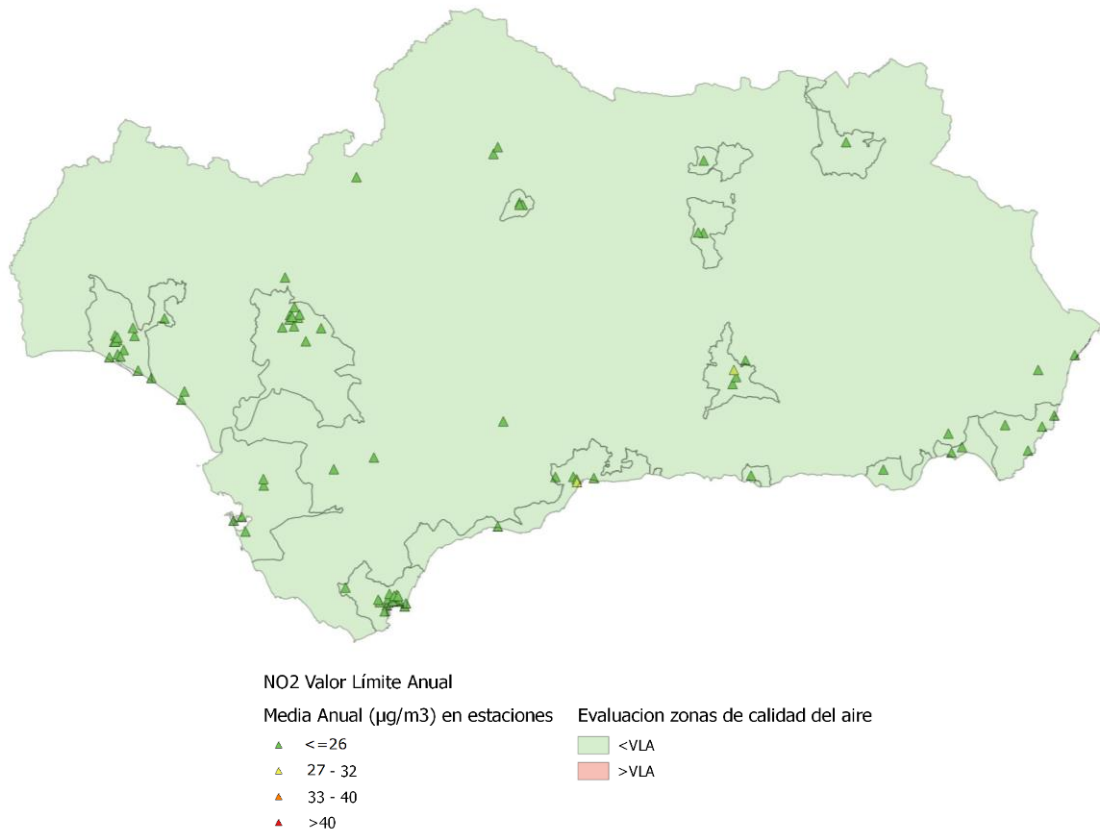 NO2 Valor Límite Anual
Media Anual (µg/m3) en estaciones
<=26
27 - 32
33 - 40
>40
Evaluacion zonas de calidad del aire
<VLA
>VLA